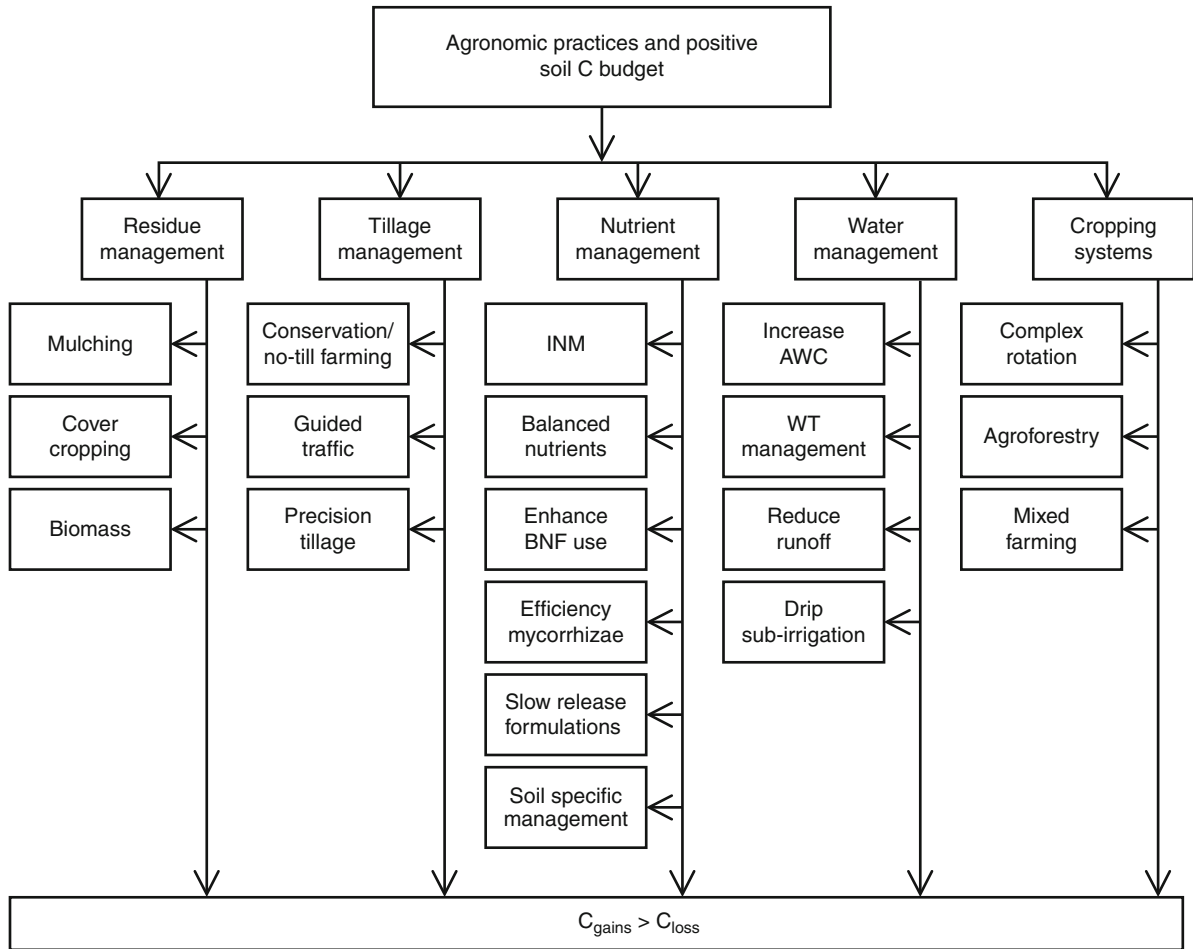 Agronomic practices and positive
soil C budget
Residue
management
Tillage
management
Nutrient
management
Water
management
Cropping
systems
Mulching
Cover
cropping
Biomass
Conservation/
no-till farming
Guided
traffic
Precision
tillage
INM
Balanced
nutrients
Enhance
BNF use
Efficiency
mycorrhizae
Slow release
formulations
Soil specific
management
Increase
AWC
WT
management
Reduce
runoff
Drip
sub-irrigation
Complex
rotation
Agroforestry
Mixed
farming
Cgains > Closs